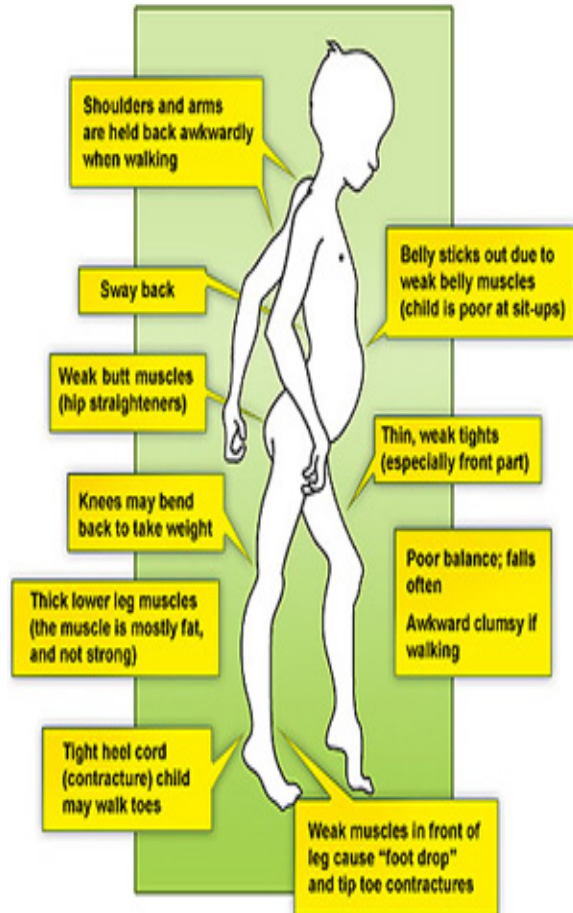 Shoulders and arms
are held back awkwardly
when walking
Sway back
Belly sticks out due to
weak belly muscles
(child is poor at sit-ups)
Weak butt muscles
(hip straighteners)
Thin, weak tights
(especially front part)
Knees may bend
back to take weight
Poor balance; falls
often
Awkward clumsy if
walking
Thick lower leg muscles
(the muscle is mostly fat,
and not strong)
Tight heel cord
(contracture) child
may walk toes
Weak muscles in front of
leg cause “foot drop”
and tip toe contractures